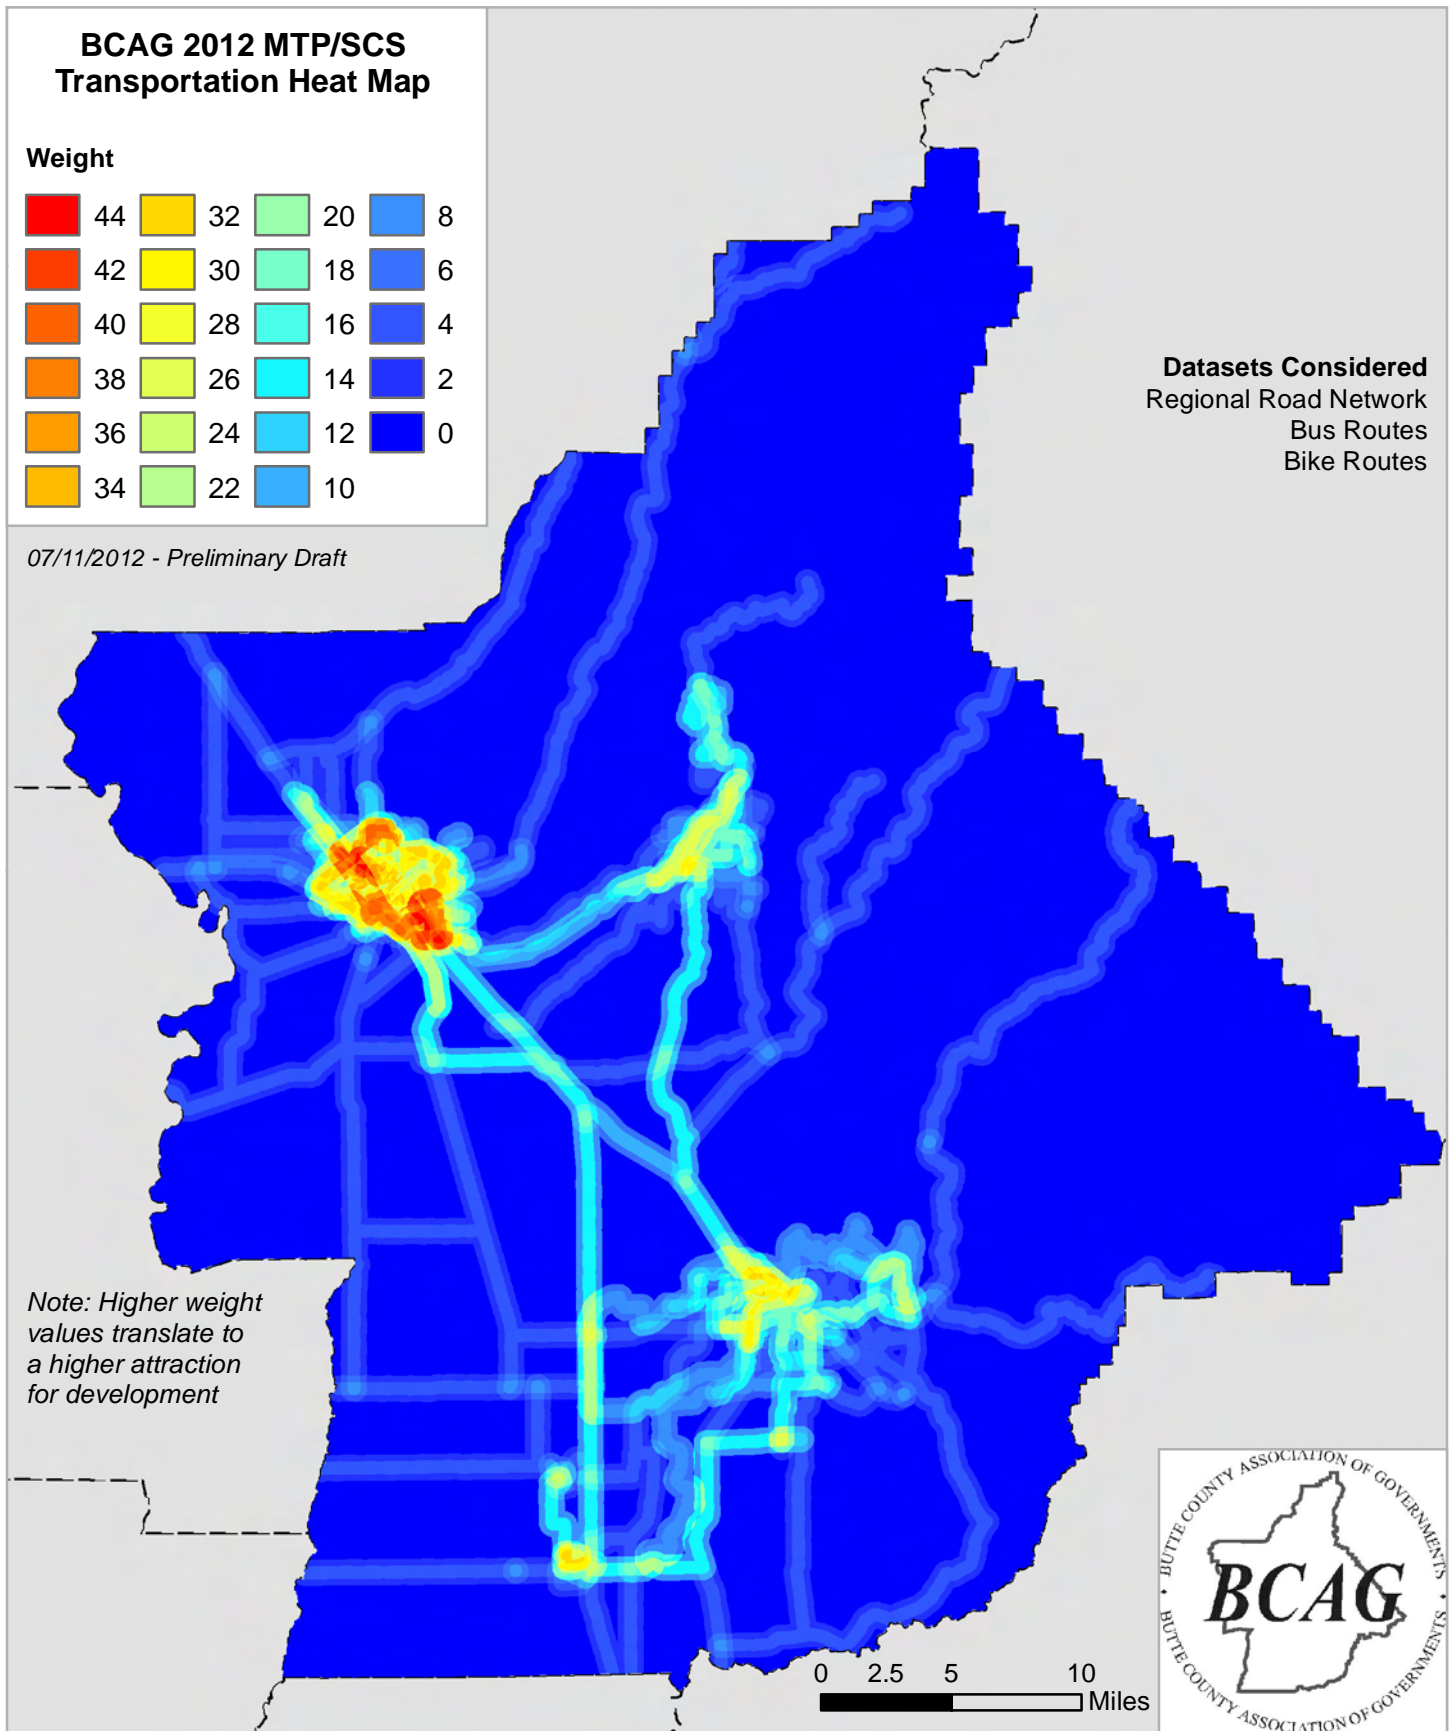 BCAG 2012 MTP/SCS
Transportation Heat Map
Weight
44 32 20 8
42 30 18 6
40 28 16 4
38 26 14 2
36 24 12 0
34 22 10
07/11/2012 - Preliminary Draft
Datasets Considered
Regional Road Network
Bus Routes
Bike Routes
Note: Higher weight
values translate to
a higher attraction
for development
0 2.5 5 10
Miles
BUTTE COUNTY ASSOCIATION OF GOVERNMENTS
BCAG
BUTTE COUNTY ASSOCIATION OF GOVERNMENTS